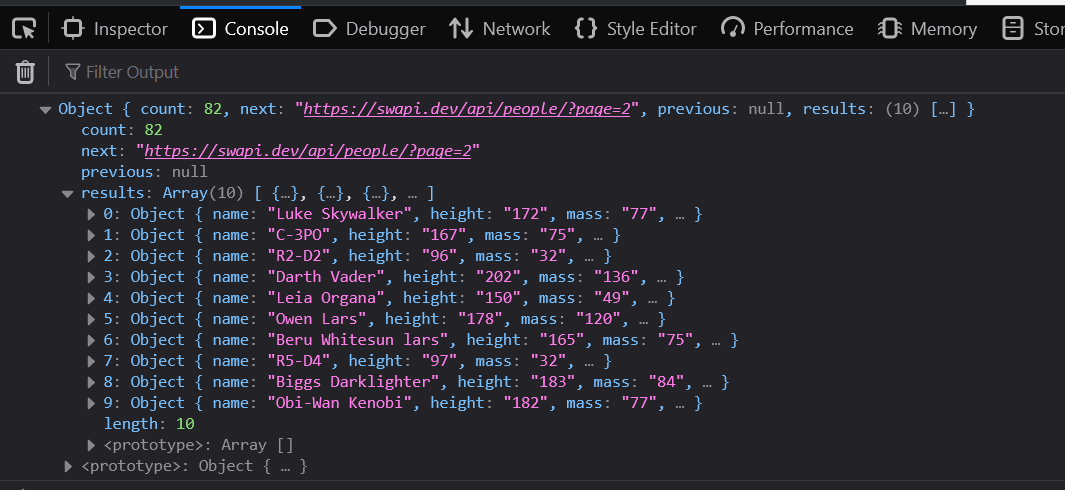 Inspector Console Debugger Network Style Editor Performance Memory Stor
Filter Output
Object { count: 82, next: "https://swapi.dev/api/people/?page=2", previous: null, results: (10) […] }
count: 82
next: "https://swapi.dev/api/people/?page=2"
previous: null
results: Array(10) [ {…}, {…}, {…}, … ]
0: Object { name: "Luke Skywalker", height: "172", mass: "77", … }
1: Object { name: "C-3PO", height: "167", mass: "75", … }
2: Object { name: "R2-D2", height: "96", mass: "32", … }
3: Object { name: "Darth Vader", height: "202", mass: "136", … }
4: Object { name: "Leia Organa", height: "150", mass: "49", … }
5: Object { name: "Owen Lars", height: "178", mass: "120", … }
6: Object { name: "Beru Whitesun lars", height: "165", mass: "75", … }
7: Object { name: "R5-D4", height: "97", mass: "32", … }
8: Object { name: "Biggs Darklighter", height: "183", mass: "84", … }
9: Object { name: "Obi-Wan Kenobi", height: "182", mass: "77", … }
length: 10
<prototype>: Array []
<prototype>: Object { … }